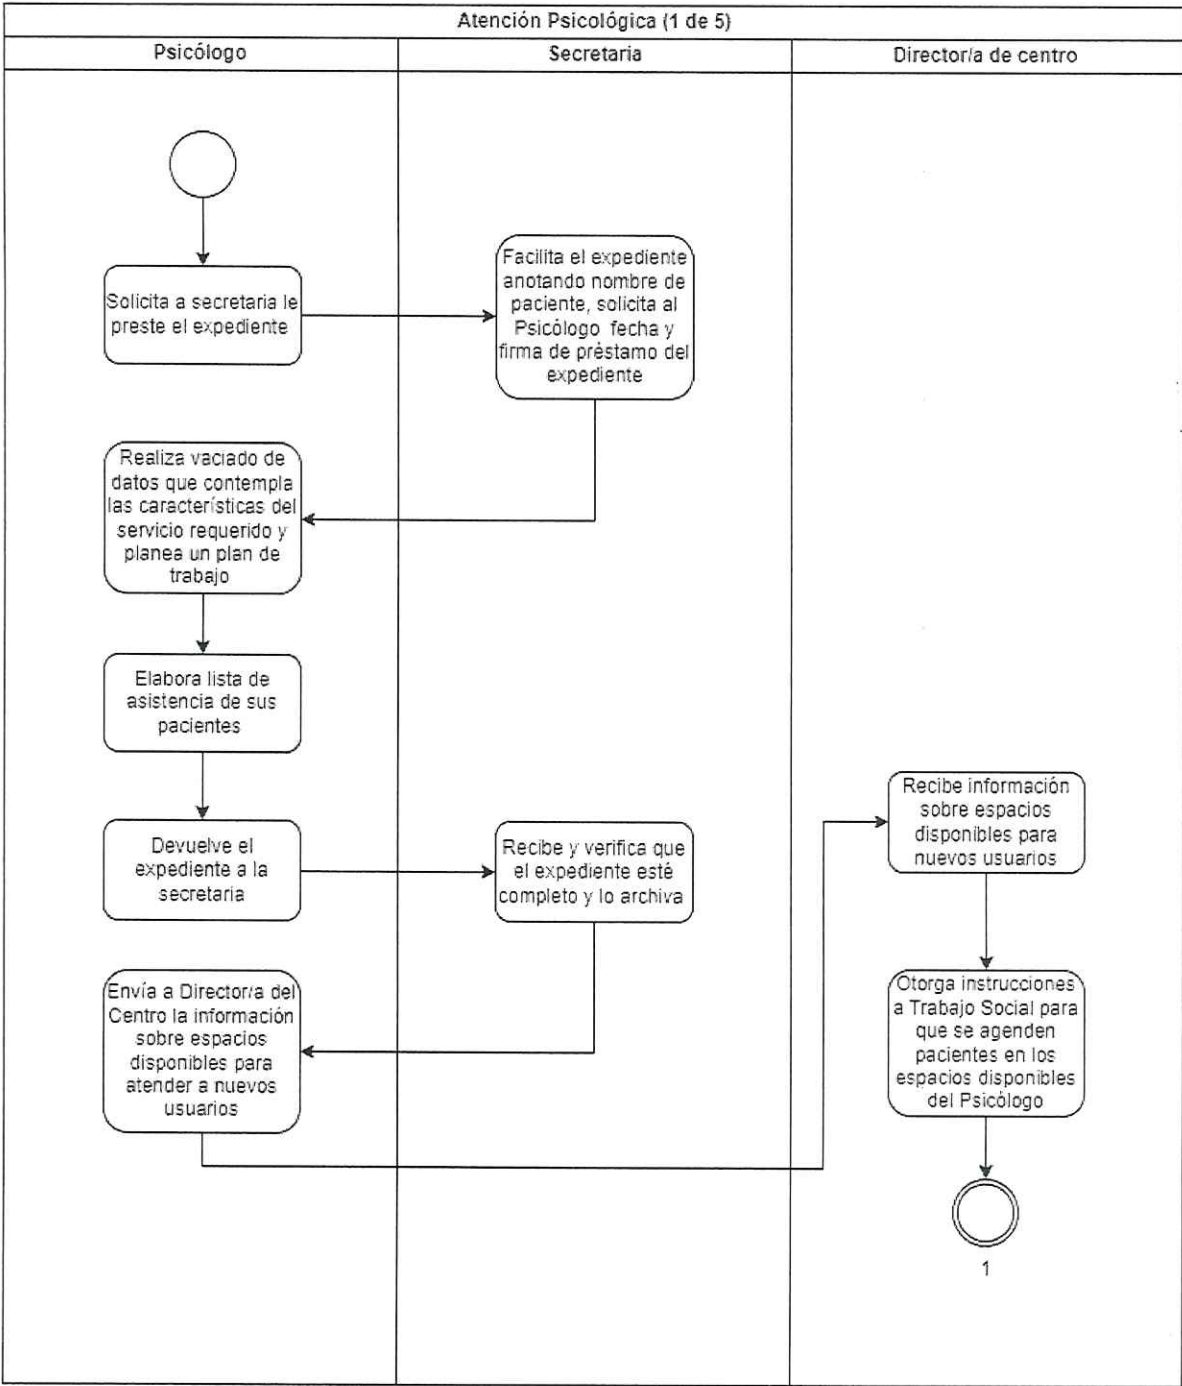 Atención Psicológica (1 de 5)
Psicólogo
Secretaria
Director/a de centro
Solicita a secretaria le
preste el expediente
Facilita el expediente
anotando nombre de
paciente, solicita al
Psicólogo fecha y
firma de préstamo del
expediente
Realiza vaciado de
datos que contempla
las características del
servicio requerido y
planea un plan de
trabajo
Elabora lista de
asistencia de sus
pacientes
Devuelve el
expediente a la
secretaria
Recibe y verifica que
el expediente esté
completo y lo archiva
Envía a Director/a del
Centro la información
sobre espacios
disponibles para
atender a nuevos
usuarios
Recibe información
sobre espacios
disponibles para
nuevos usuarios
Otorga instrucciones
a Trabajo Social para
que se agenden
pacientes en los
espacios disponibles
del Psicólogo
1